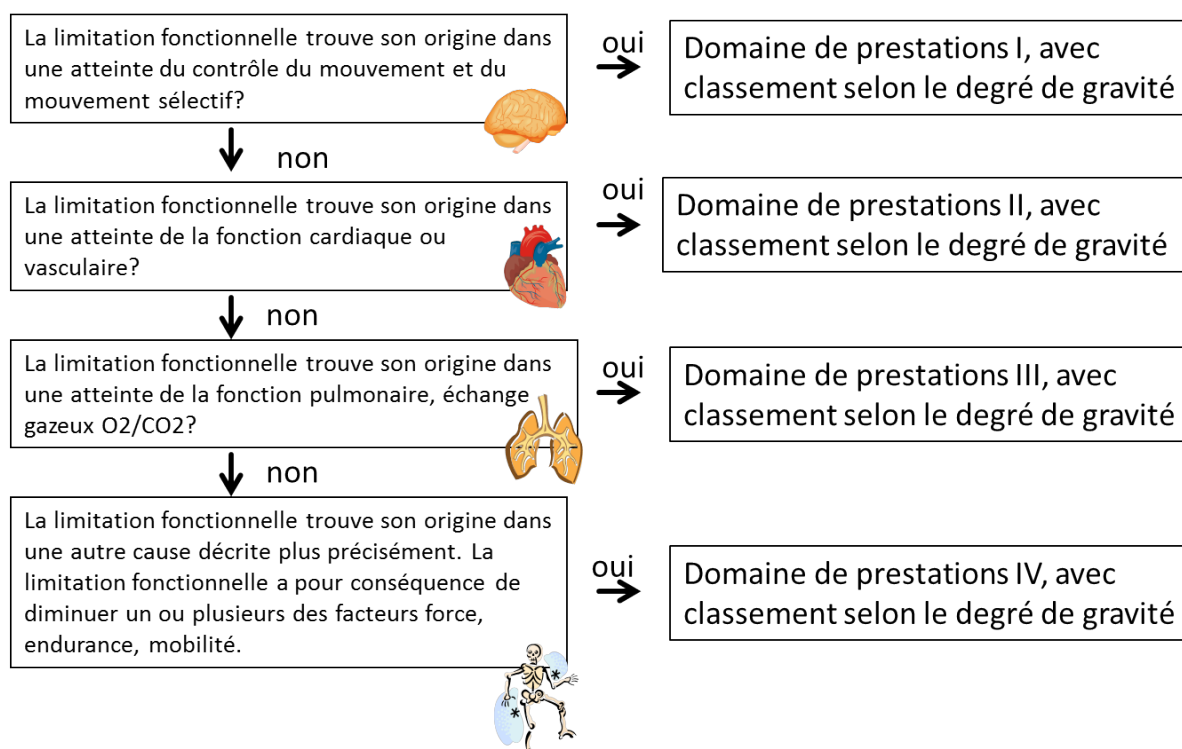 La limitation fonctionnelle trouve son origine dans
une atteinte du contrôle du mouvement et du
mouvement sélectif?
oui
Domaine de prestations I, avec
classement selon le degré de gravité
non
La limitation fonctionnelle trouve son origine dans
une atteinte de la fonction cardiaque ou
vasculaire?
oui
Domaine de prestations II, avec
classement selon le degré de gravité
non
La limitation fonctionnelle trouve son origine dans
une atteinte de la fonction pulmonaire, échange
gazeux O2/CO2?
oui
Domaine de prestations III, avec
classement selon le degré de gravité
non
La limitation fonctionnelle trouve son origine dans
une autre cause décrite plus précisément. La
limitation fonctionnelle a pour conséquence de
diminuer un ou plusieurs des facteurs force,
endurance, mobilité.
oui
Domaine de prestations IV, avec
classement selon le degré de gravité